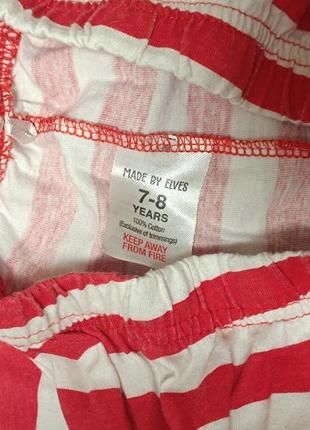 MADE BY ELVES
7-8
YEARS
100% Cotton
(Exclusive of trimmings)
KEEP AWAY
FROM FIRE